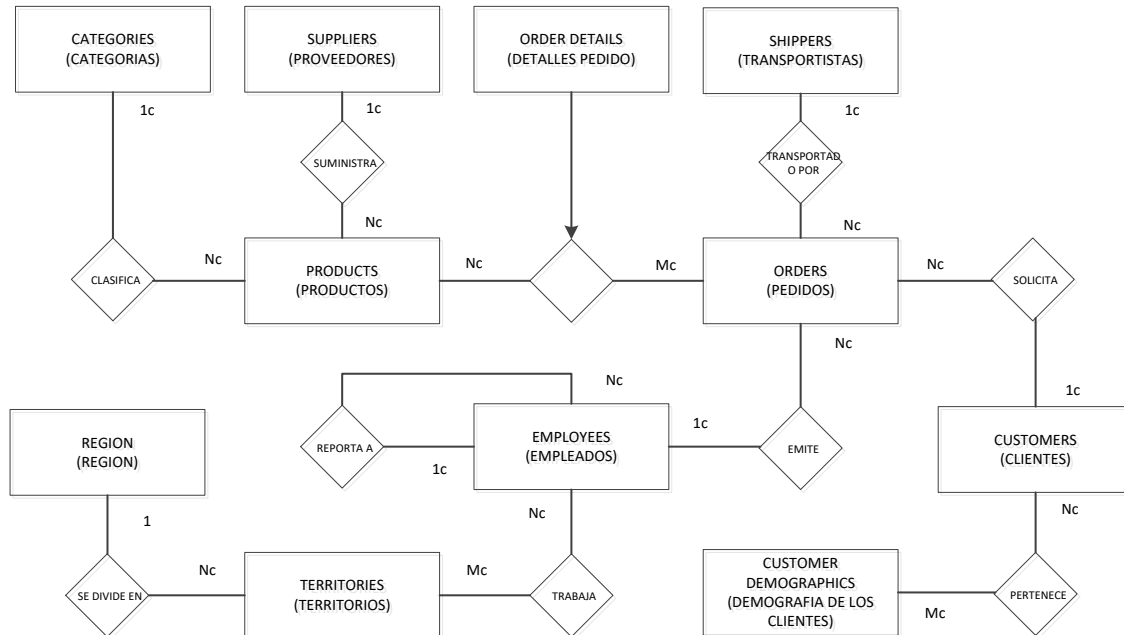 CATEGORIES
(CATEGORIAS)
SUPPLIERS
(PROVEEDORES)
ORDER DETAILS
(DETALLES PEDIDO)
SHIPPERS
(TRANSPORTISTAS)
1c
1c
1c
SUMINISTRA
TRANSPORTAD
O POR
Nc
Nc
CLASIFICA
Nc
PRODUCTS
(PRODUCTOS)
Nc
Mc
ORDERS
(PEDIDOS)
Nc
SOLICITA
Nc
Nc
1c
REGION
(REGION)
REPORTA A
1c
EMPLOYEES
(EMPLEADOS)
1c
EMITE
CUSTOMERS
(CLIENTES)
1
Nc
Nc
SE DIVIDE EN
Nc
TERRITORIES
(TERRITORIOS)
Mc
TRABAJA
CUSTOMER
DEMOGRAPHICS
(DEMOGRAFIA DE LOS
CLIENTES)
Mc
PERTENECE